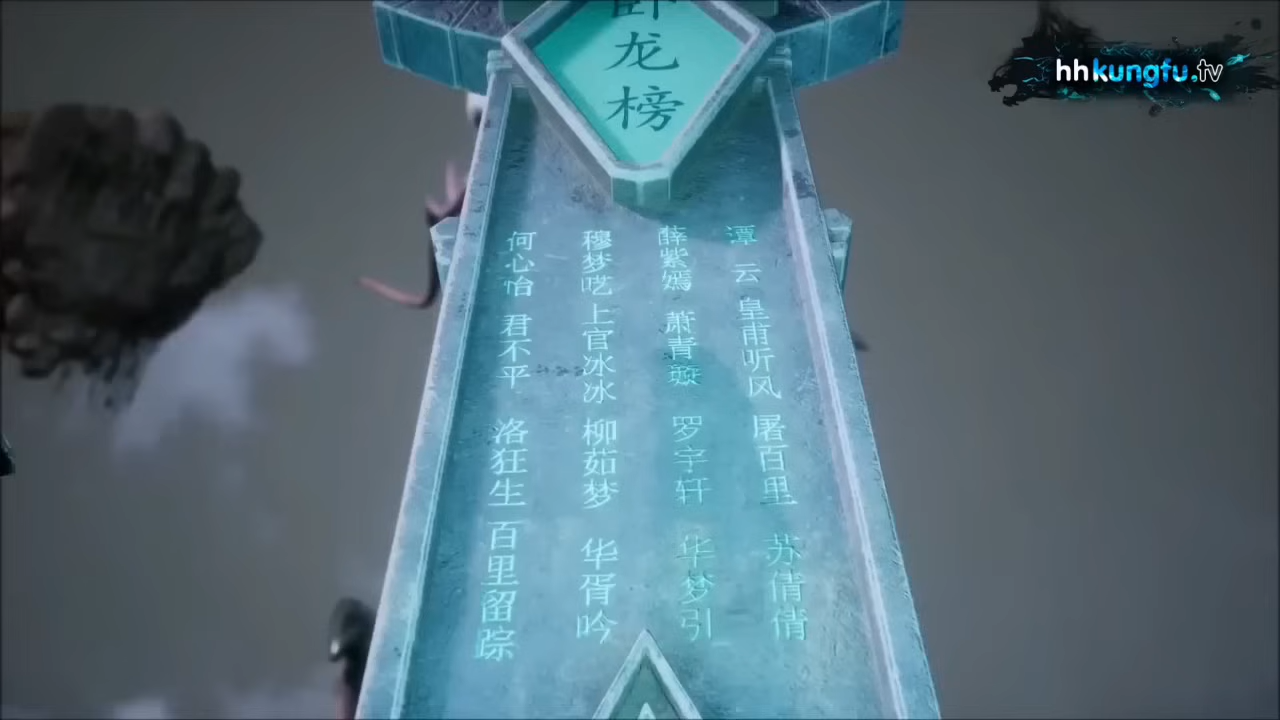 hhkungfu.tv
卧龙榜
谭云 皇甫听风 屠百里 苏倩倩
薛紫嫣 萧青璇 罗宇轩 华梦引
穆梦呓 上官冰冰 柳茹梦 华胥吟
何心怡 君不平 洛狂生 百里留踪